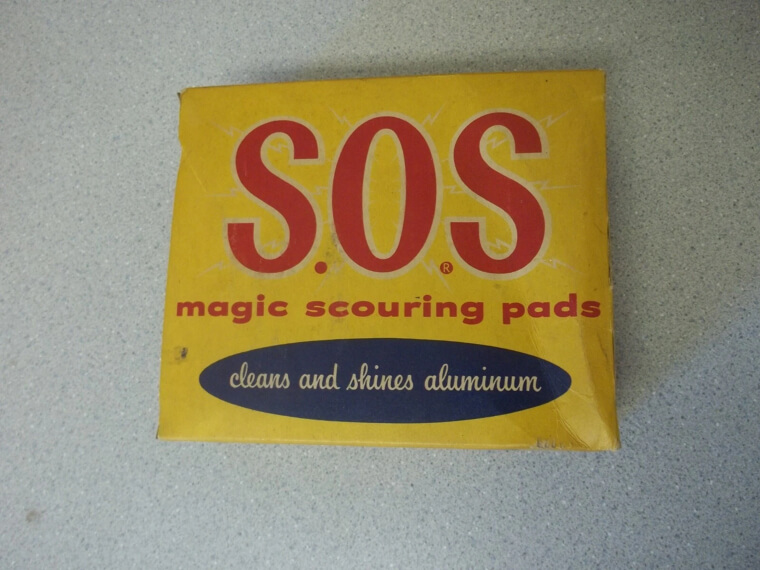 S.O.S
®
magic scouring pads
cleans and shines aluminum